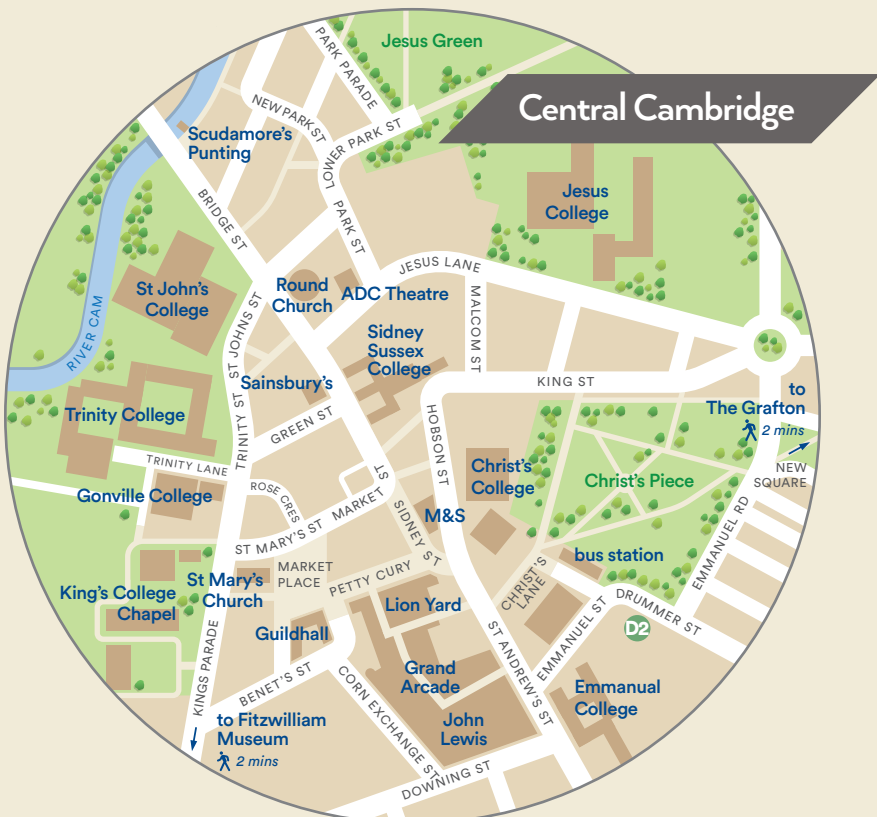 Central Cambridge
Jesus Green
PARK PARADE
NEW PARK ST
LOWER PARK ST
Scudamore's
Punting
BRIDGE ST
PARK ST
Jesus
College
JESUS LANE
St John's
College
Round
Church
ADC Theatre
MALCOM ST
RIVER CAM
ST JOHNS ST
Sidney
Sussex
College
Sainsbury's
KING ST
to
The Grafton
2 mins
Trinity College
TRINITY ST
GREEN ST
HOBSON ST
TRINITY LANE
Christ's
College
Christ's Piece
NEW
SQUARE
Gonville College
ROSE CRES
ST MARY'S ST
MARKET
ST
SIDNEY ST
M&S
EMMANUEL RD
MARKET
PLACE
PETTY CURY
CHRIST'S
LANE
bus station
King's College
Chapel
St Mary's
Church
Lion Yard
DRUMMER ST
D2
EMMANUEL ST
Guildhall
KINGS PARADE
BENET'S ST
CORN EXCHANGE ST
Grand
Arcade
ST ANDREW'S ST
Emmanual
College
to Fitzwilliam
Museum
2 mins
John
Lewis
DOWNING ST